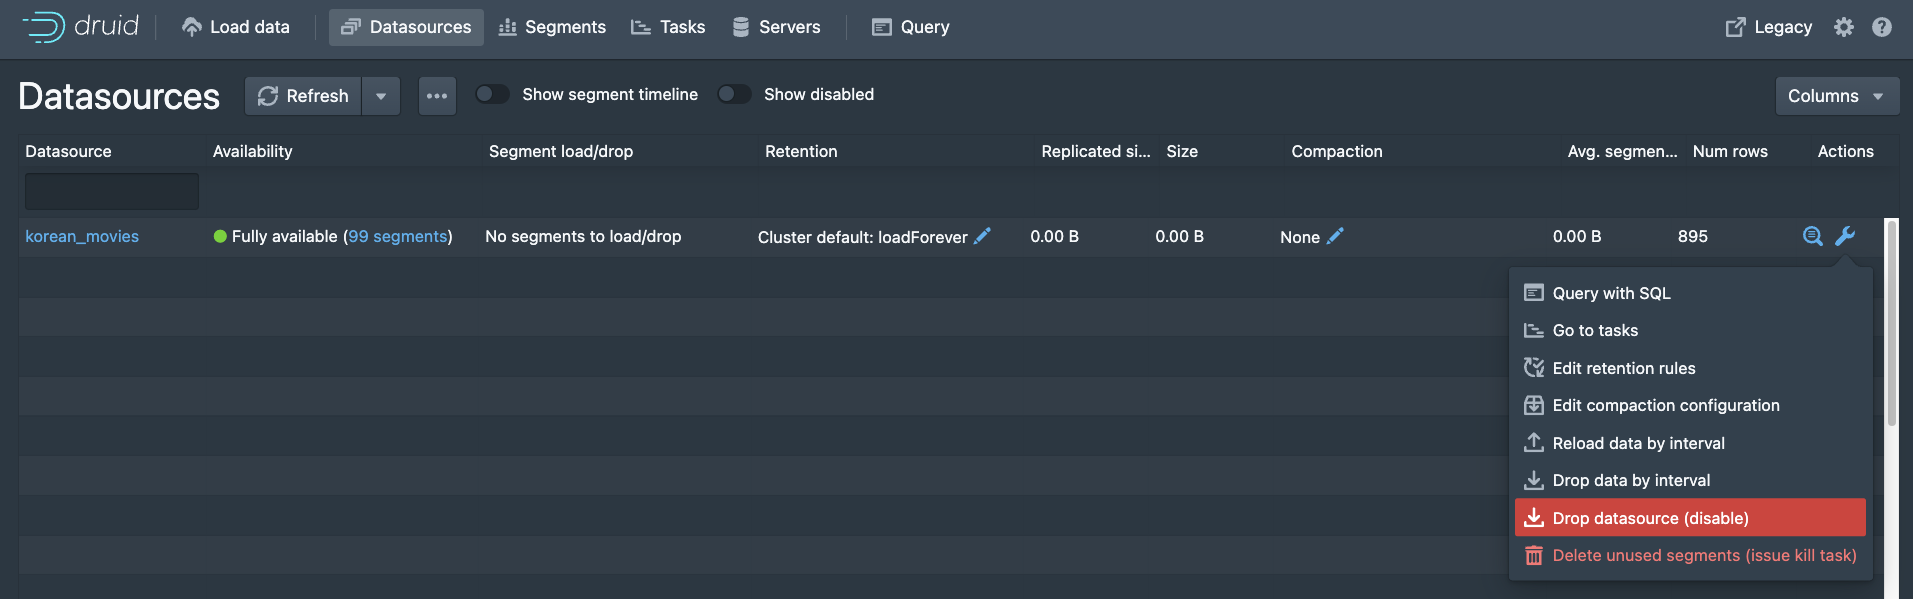 druid Load data Datasources Segments Tasks Servers Query Legacy
Datasources Refresh Show segment timeline Show disabled Columns
Datasource Availability Segment load/drop Retention Replicated si... Size Compaction Avg. segmen... Num rows Actions
korean_movies Fully available (99 segments) No segments to load/drop Cluster default: loadForever 0.00 B 0.00 B None 0.00 B 895
Query with SQL
Go to tasks
Edit retention rules
Edit compaction configuration
Reload data by interval
Drop data by interval
Drop datasource (disable)
Delete unused segments (issue kill task)